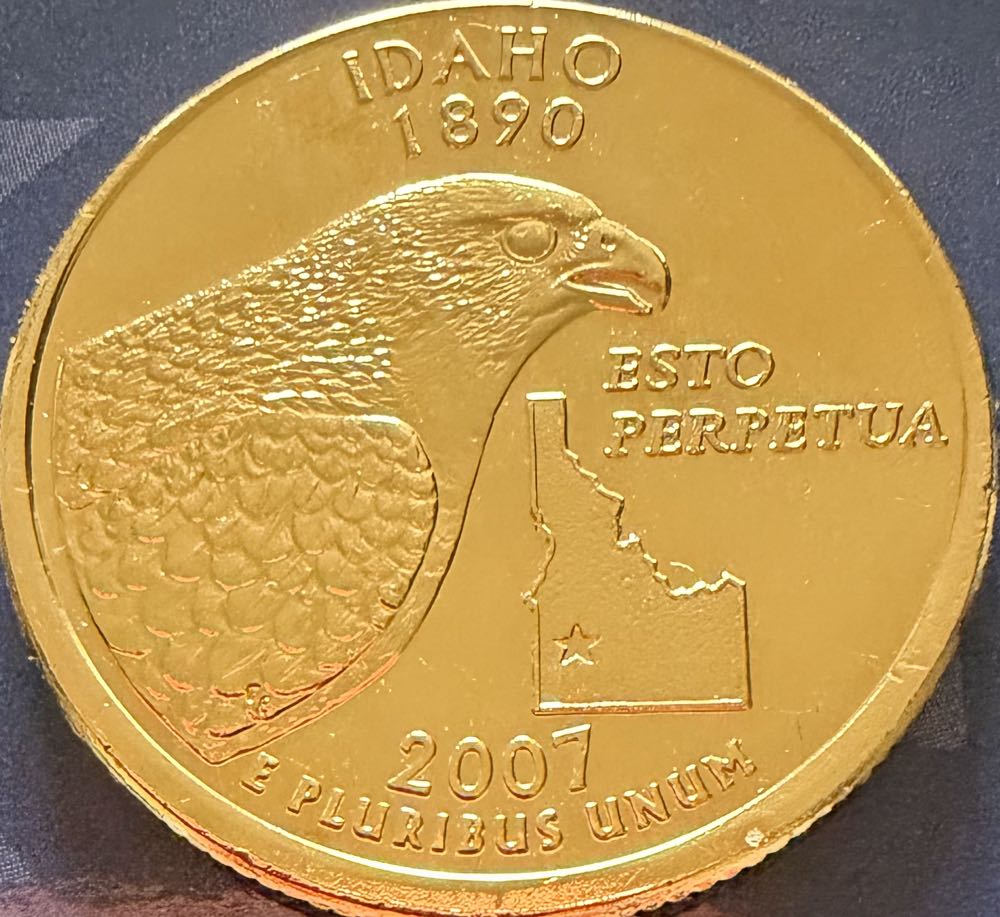 IDAHO
1890
ESTO
PERPETUA
2007
E PLURIBUS UNUM